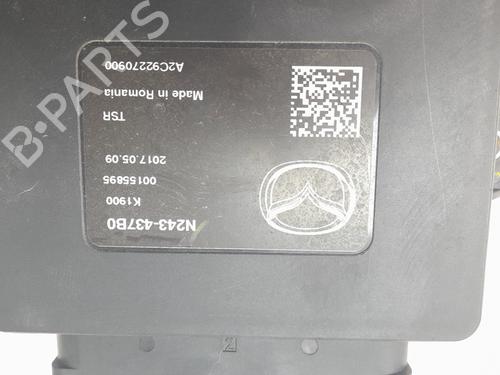 N243-437B0
K1900
00155895
2017.05.09
TSR
Made in Romania
A2C92270900
B-PARTS